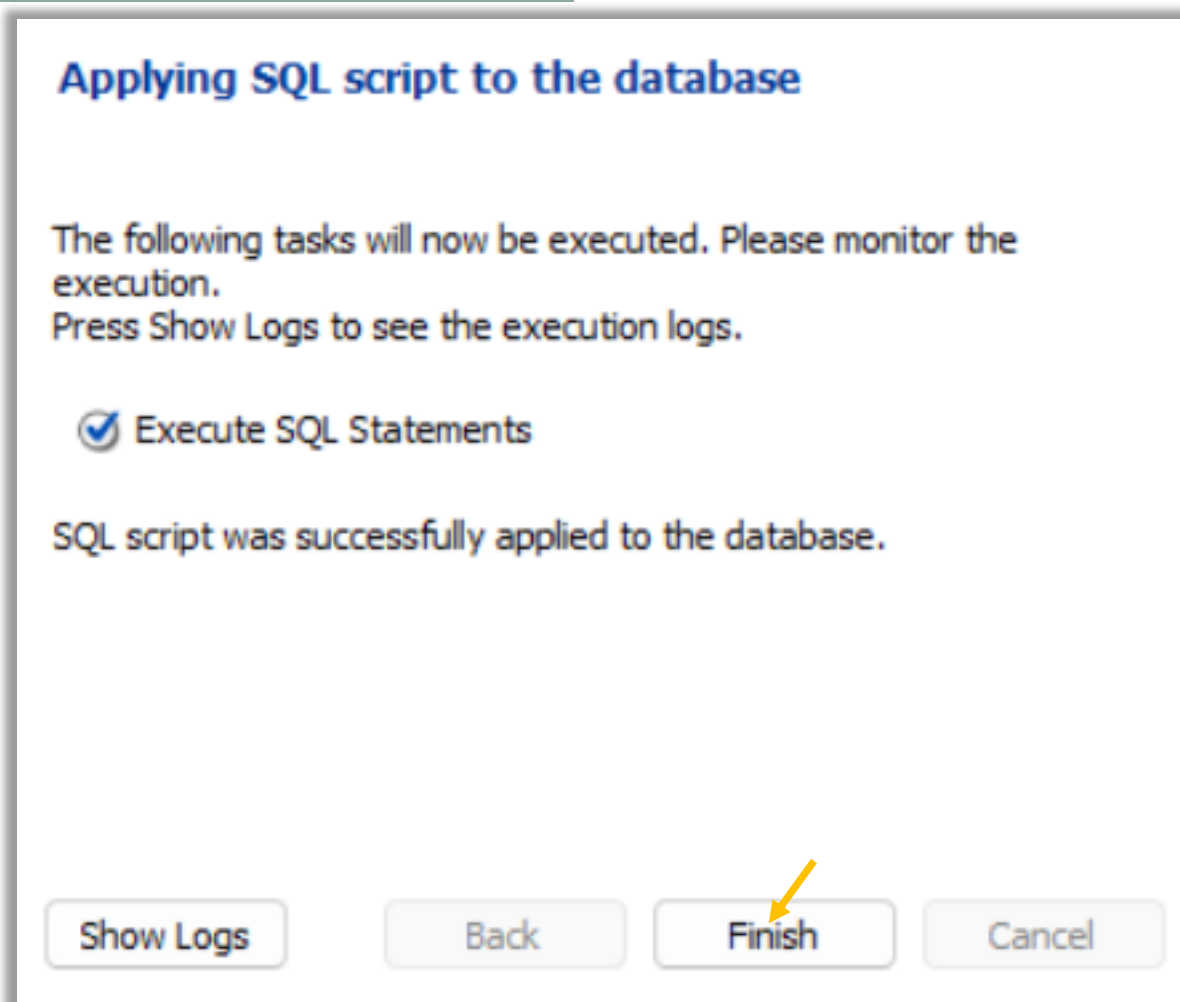 Applying SQL script to the database
The following tasks will now be executed. Please monitor the
execution.
Press Show Logs to see the execution logs.
Execute SQL Statements
SQL script was successfully applied to the database.
Show Logs
Back
Finish
Cancel